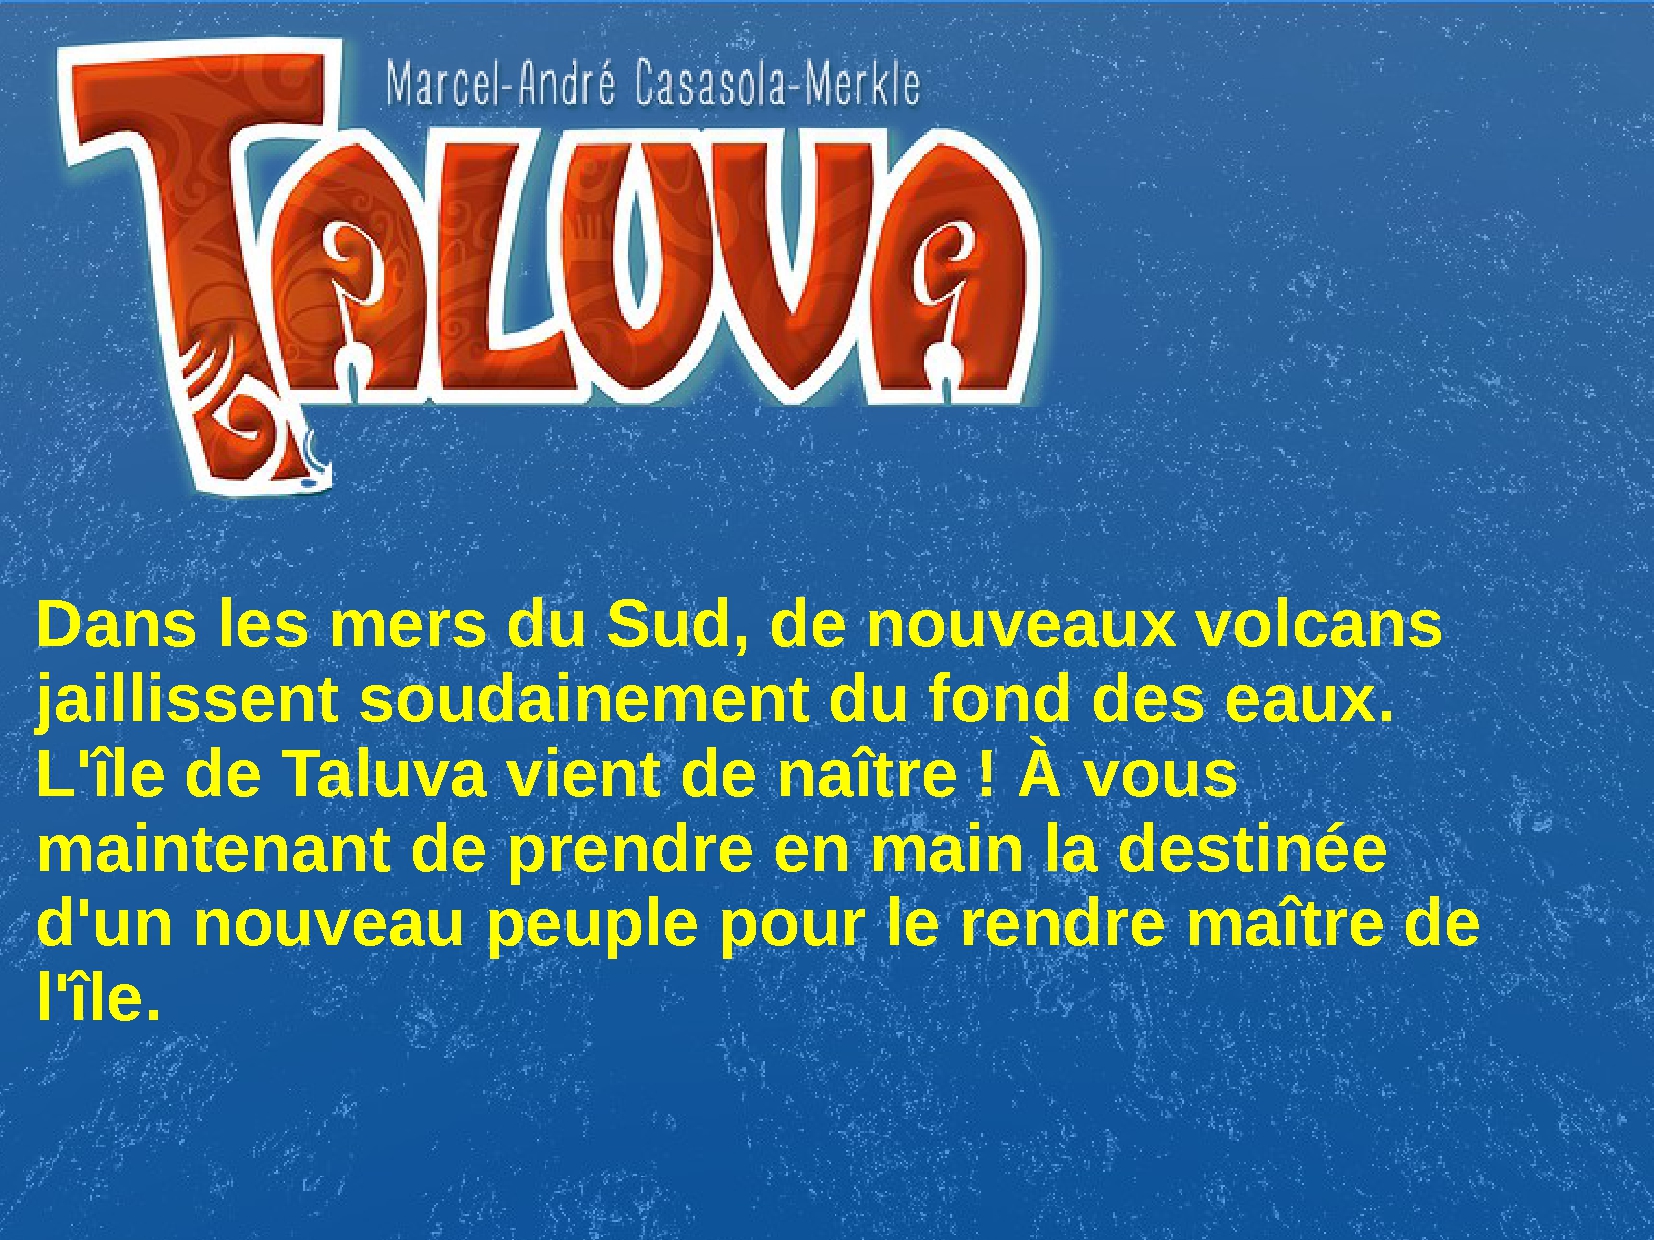 Marcel-André Casasola-Merkle
TALUVA
Dans les mers du Sud, de nouveaux volcans
jaillissent soudainement du fond des eaux.
L'île de Taluva vient de naître ! À vous
maintenant de prendre en main la destinée
d'un nouveau peuple pour le rendre maître de
l'île.